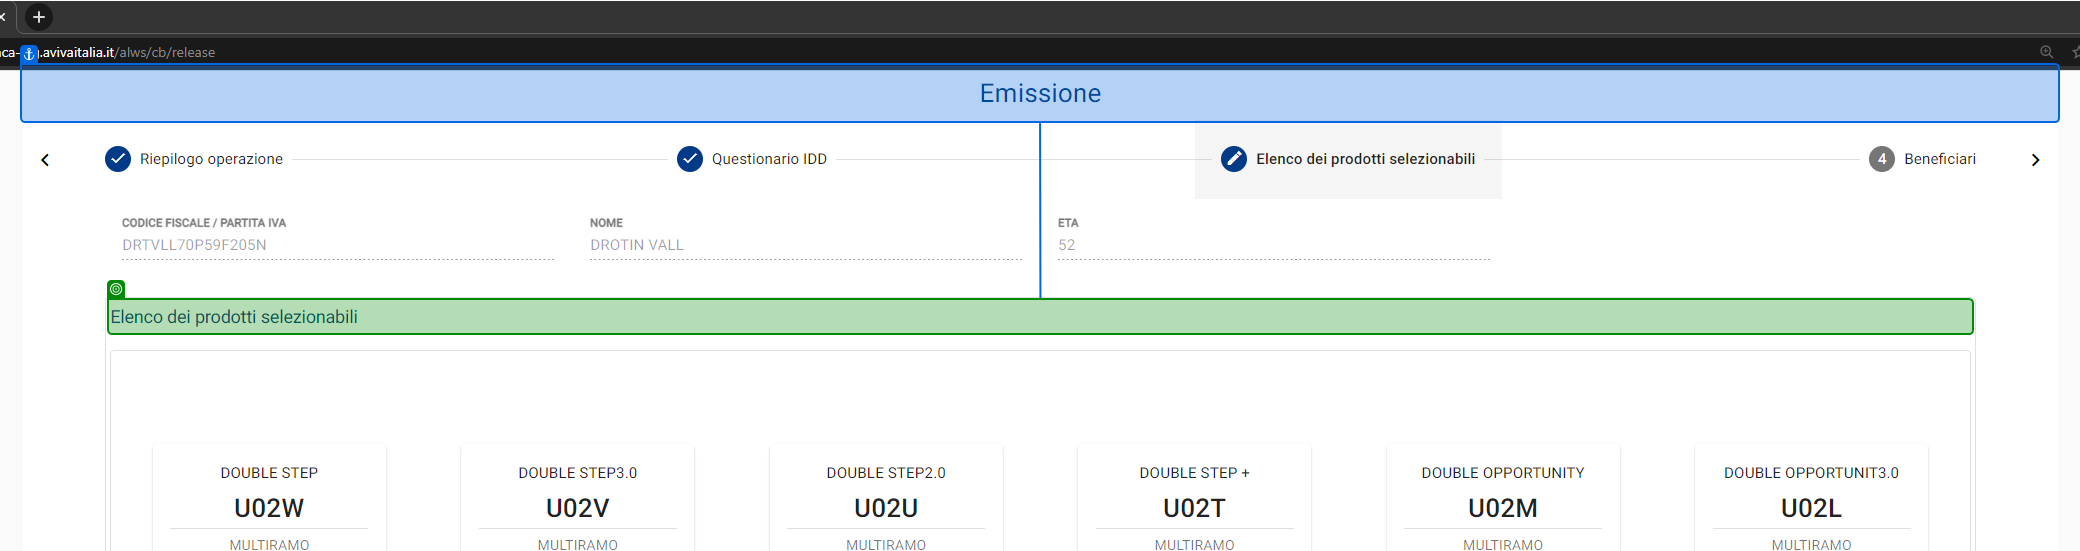 .avivaitalia.it/alws/cb/release
Emissione
Riepilogo operazione
Questionario IDD
Elenco dei prodotti selezionabili
4 Beneficiari
CODICE FISCALE / PARTITA IVA
DRTVLL70P59F205N
NOME
DROTIN VALL
ETA
52
Elenco dei prodotti selezionabili
DOUBLE STEP
U02W
MULTIRAMO
DOUBLE STEP3.0
U02V
MULTIRAMO
DOUBLE STEP2.0
U02U
MULTIRAMO
DOUBLE STEP +
U02T
MULTIRAMO
DOUBLE OPPORTUNITY
U02M
MULTIRAMO
DOUBLE OPPORTUNIT3.0
U02L
MULTIRAMO